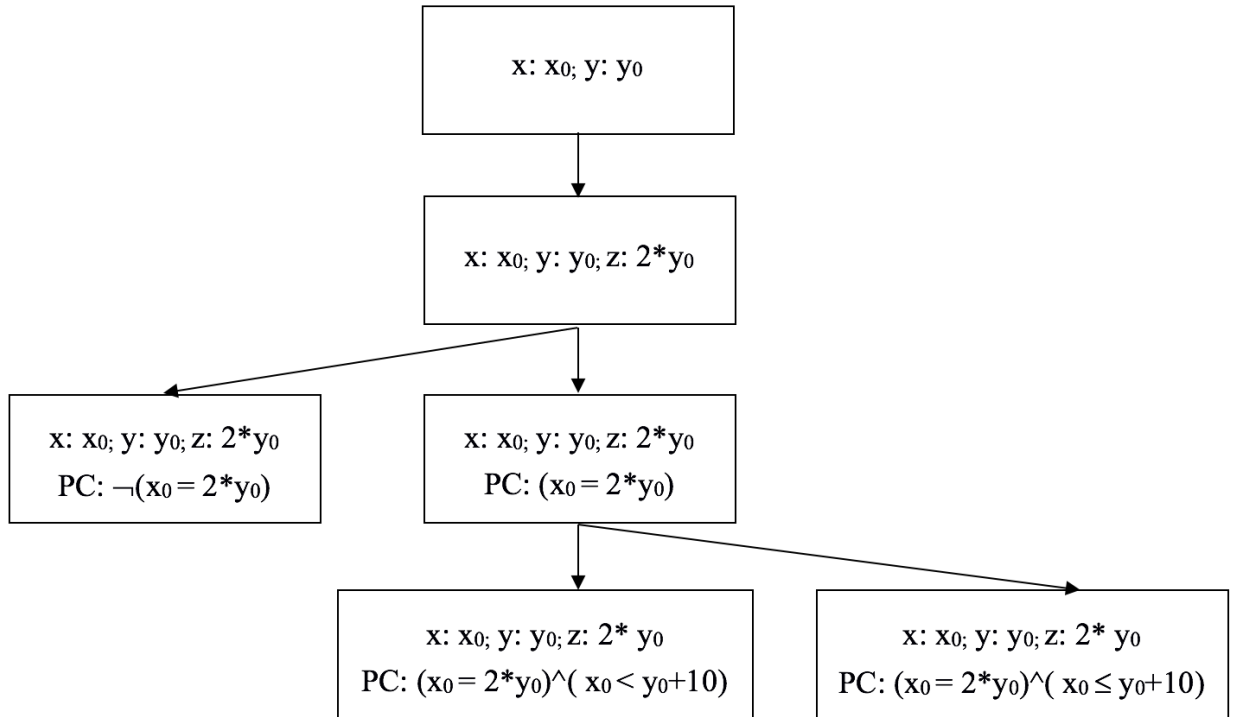 x: x₀; y: y₀
x: x₀; y: y₀; z: 2*y₀
x: x₀; y: y₀; z: 2*y₀
PC: ¬(x₀ = 2*y₀)
x: x₀; y: y₀; z: 2*y₀
PC: (x₀ = 2*y₀)
x: x₀; y: y₀; z: 2* y₀
PC: (x₀ = 2*y₀)^( x₀ < y₀+10)
x: x₀; y: y₀; z: 2* y₀
PC: (x₀ = 2*y₀)^( x₀ ≤ y₀+10)